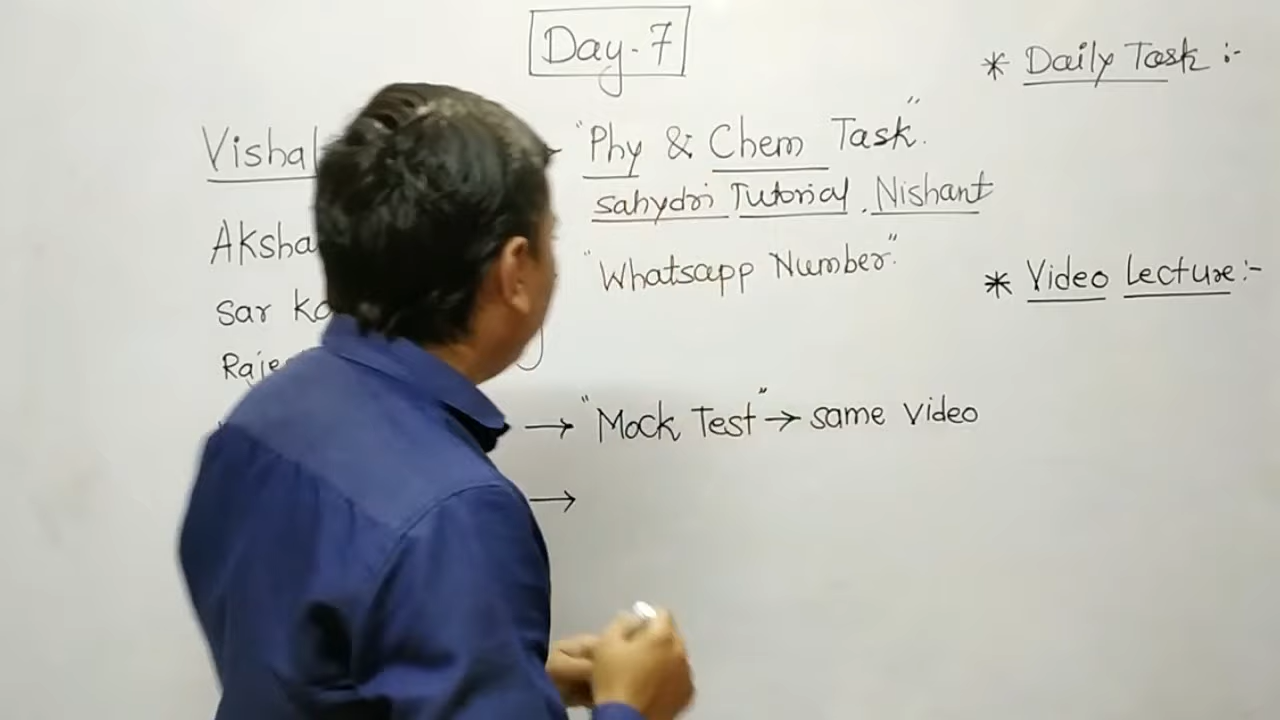 Day-7
* Daily Task :-
Vishal → "Phy & Chem Task".
sahydri Tutorial, Nishant
"Whatsapp Number"
* Video Lecture:-
sar
→ "Mock Test" → same video
→